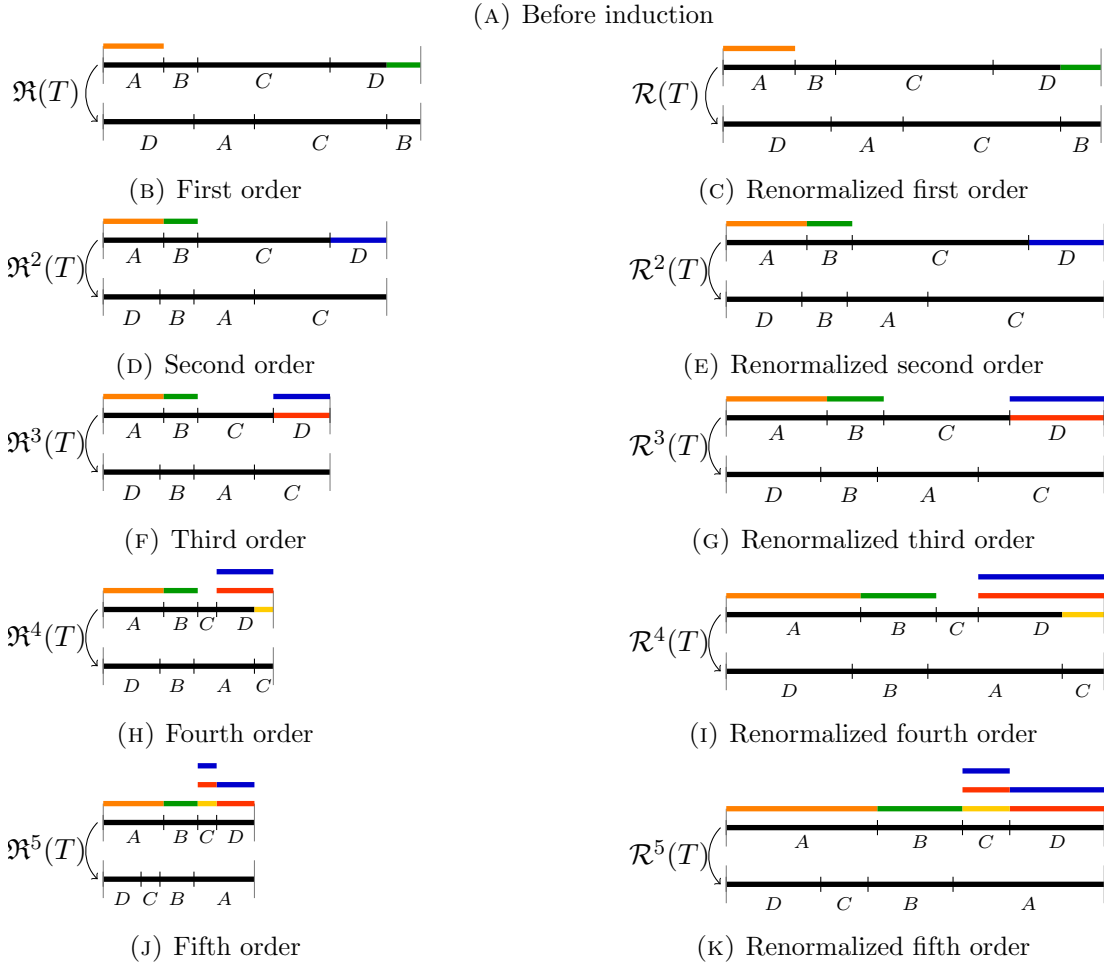 (A) Before induction
A B C D
ℜ(T)
D A C B
(B) First order
A B C D
𝓡(T)
D A C B
(C) Renormalized first order
A B C D
ℜ²(T)
D B A C
(D) Second order
A B C D
𝓡²(T)
D B A C
(E) Renormalized second order
A B C D
ℜ³(T)
D B A C
(F) Third order
A B C D
𝓡³(T)
D B A C
(G) Renormalized third order
A B C D
ℜ⁴(T)
D B A C
(H) Fourth order
A B C D
𝓡⁴(T)
D B A C
(I) Renormalized fourth order
A B C D
ℜ⁵(T)
D C B A
(J) Fifth order
A B C D
𝓡⁵(T)
D C B A
(K) Renormalized fifth order